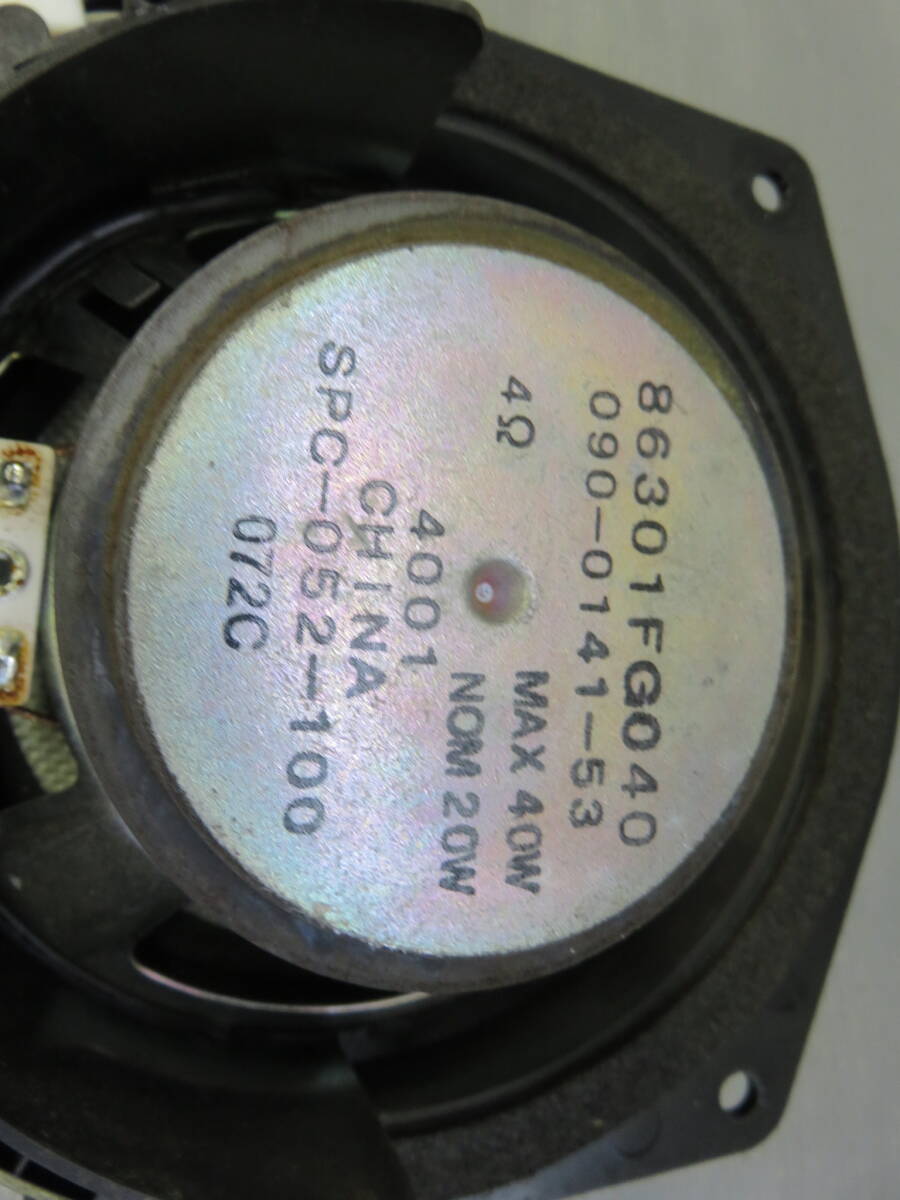 86301FG040
090-0141-53
4Ω MAX 40W
NOM 20W
4001
CHINA
SPC-052-100
072C